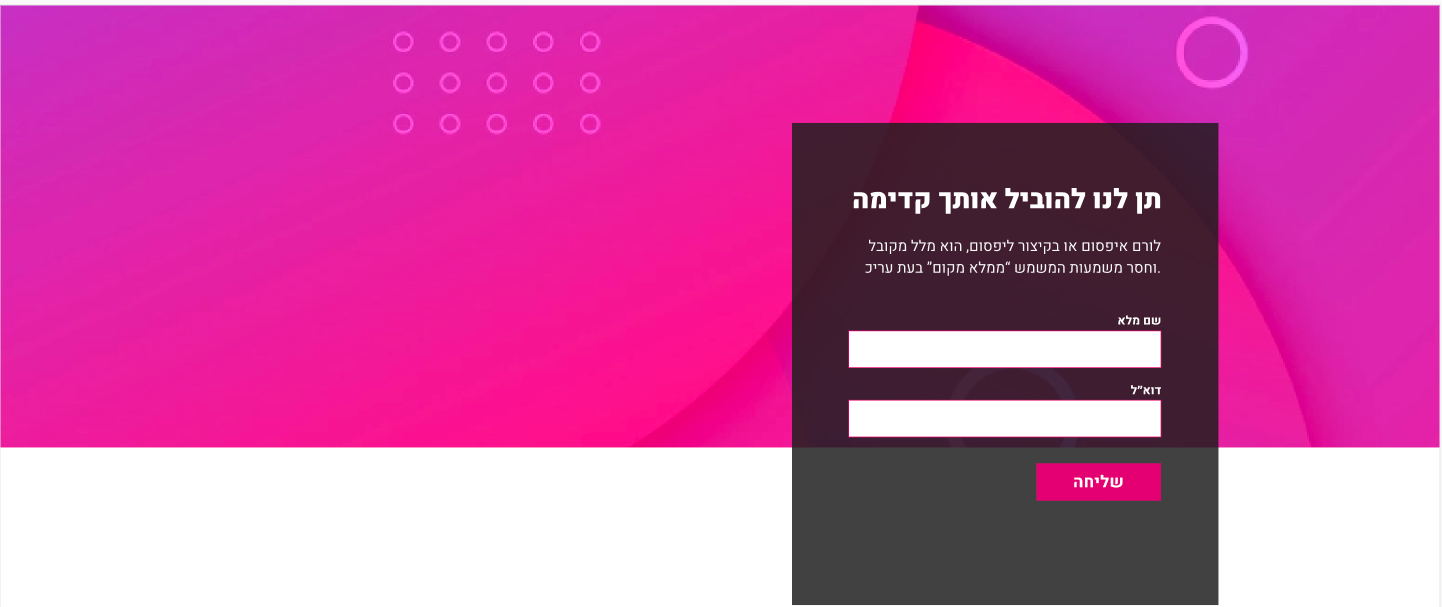 תן לנו להוביל אותך קדימה
לורם איפסום או בקיצור ליפסום, הוא מלל מקובל
.וחסר משמעות המשמש “ממלא מקום” בעת עריכ
שם מלא
דוא״ל
שליחה